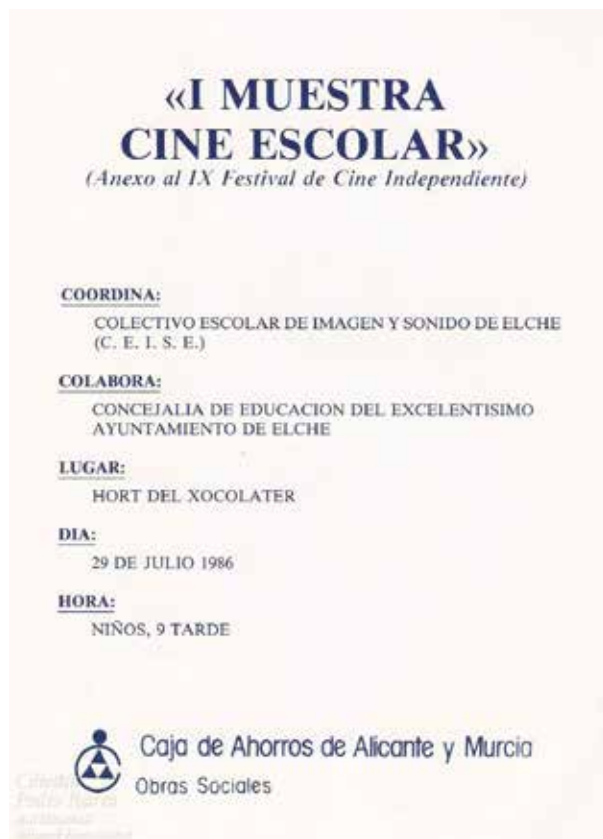 «I MUESTRA
CINE ESCOLAR»
(Anexo al IX Festival de Cine Independiente)
COORDINA:
COLECTIVO ESCOLAR DE IMAGEN Y SONIDO DE ELCHE
(C. E. I. S. E.)
COLABORA:
CONCEJALIA DE EDUCACION DEL EXCELENTISIMO
AYUNTAMIENTO DE ELCHE
LUGAR:
HORT DEL XOCOLATER
DIA:
29 DE JULIO 1986
HORA:
NIÑOS, 9 TARDE
Caja de Ahorros de Alicante y Murcia
Obras Sociales